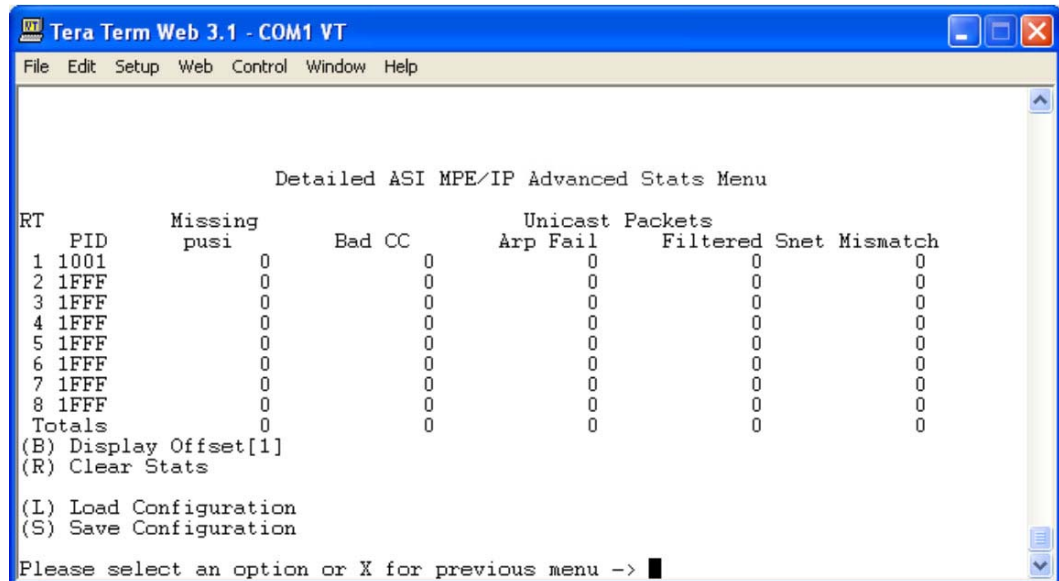 Tera Term Web 3.1 - COM1 VT
File Edit Setup Web Control Window Help
Detailed ASI MPE/IP Advanced Stats Menu
RT Missing Unicast Packets
PID pusi Bad CC Arp Fail Filtered Snet Mismatch
1 1001 0 0 0 0 0
2 1FFF 0 0 0 0 0
3 1FFF 0 0 0 0 0
4 1FFF 0 0 0 0 0
5 1FFF 0 0 0 0 0
6 1FFF 0 0 0 0 0
7 1FFF 0 0 0 0 0
8 1FFF 0 0 0 0 0
Totals 0 0 0 0 0
(B) Display Offset[1]
(R) Clear Stats
(L) Load Configuration
(S) Save Configuration
Please select an option or X for previous menu ->